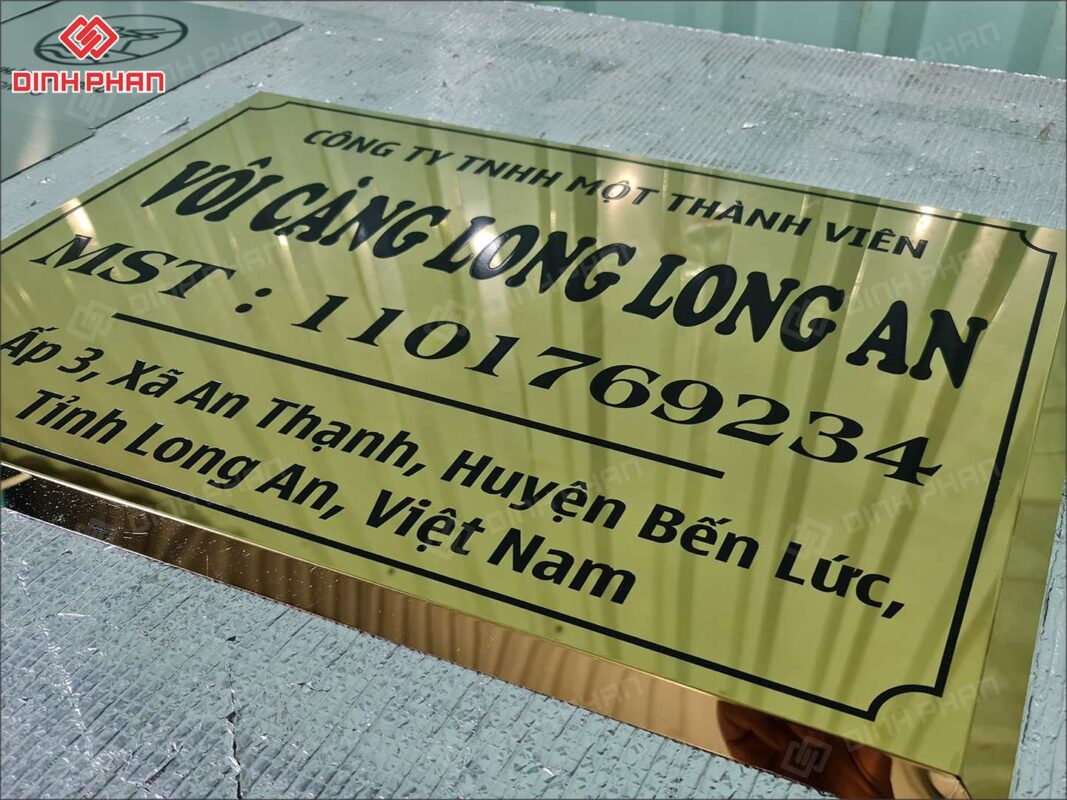 DINH PHAN
CÔNG TY TNHH MỘT THÀNH VIÊN
VÔI CẢNG LONG LONG AN
MST : 1101769234
Ấp 3, Xã An Thạnh, Huyện Bến Lức,
Tỉnh Long An, Việt Nam